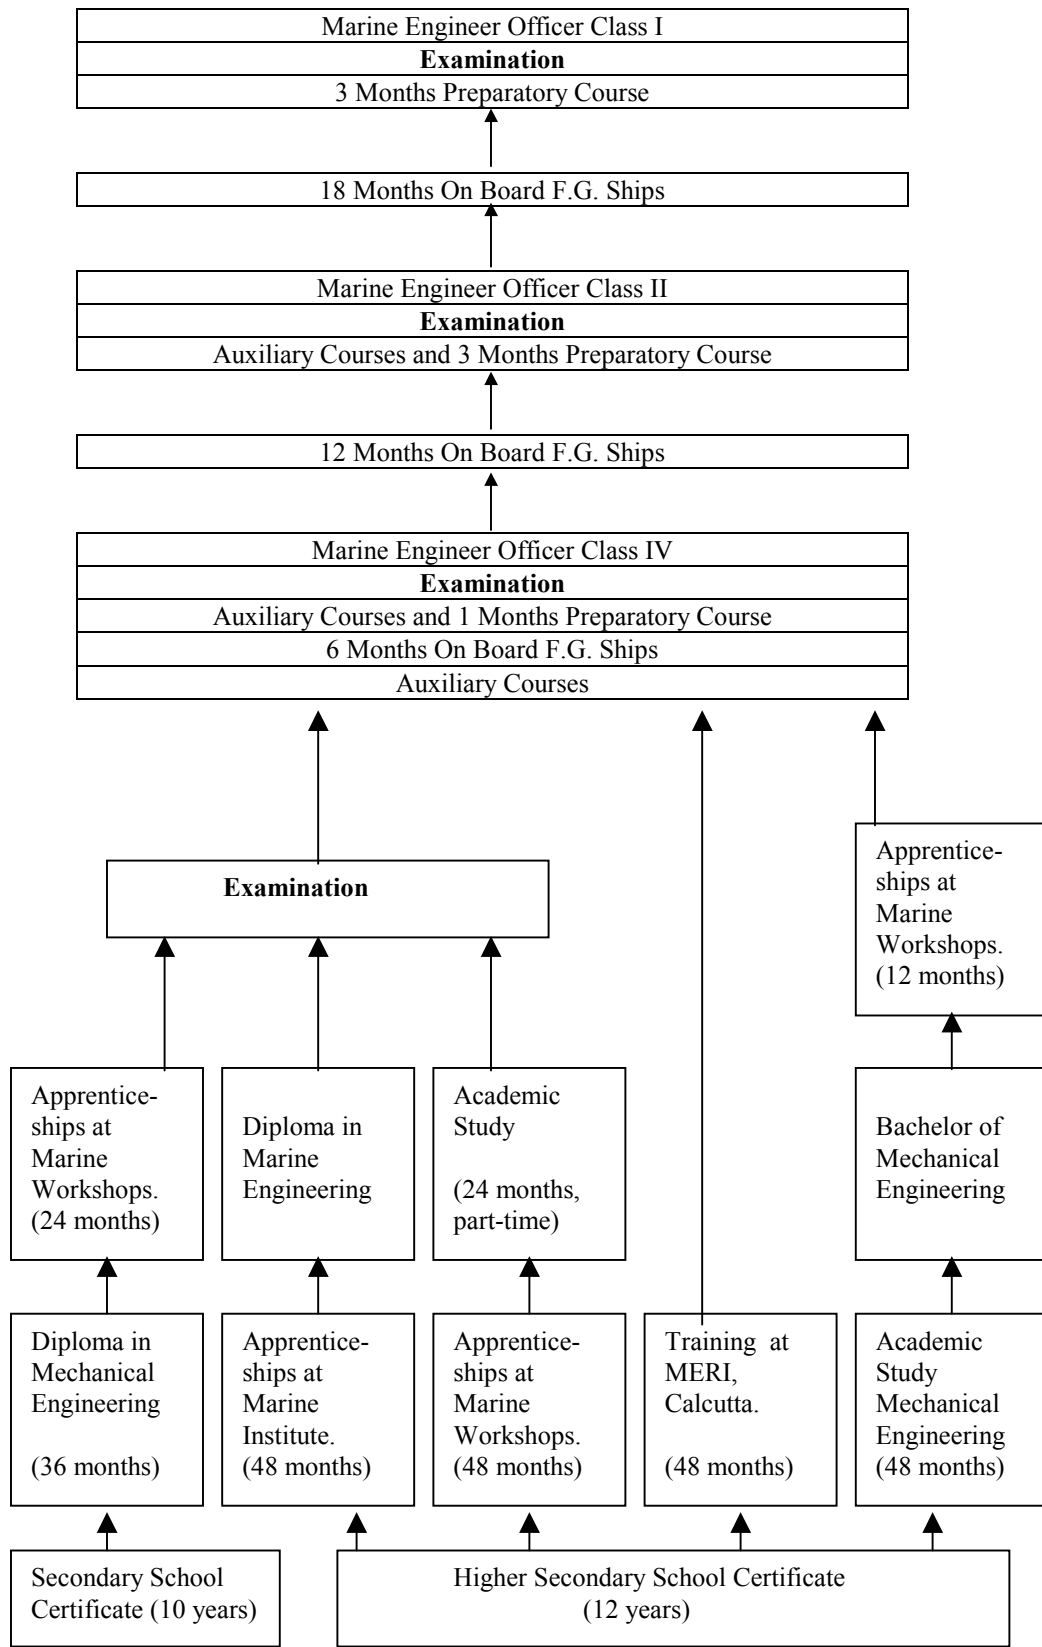 Marine Engineer Officer Class I
Examination
3 Months Preparatory Course
18 Months On Board F.G. Ships
Marine Engineer Officer Class II
Examination
Auxiliary Courses and 3 Months Preparatory Course
12 Months On Board F.G. Ships
Marine Engineer Officer Class IV
Examination
Auxiliary Courses and 1 Months Preparatory Course
6 Months On Board F.G. Ships
Auxiliary Courses
Apprentice-
ships at
Marine
Workshops.
(12 months)
Examination
Apprentice-
ships at
Marine
Workshops.
(24 months)
Diploma in
Marine
Engineering
Academic
Study
(24 months,
part-time)
Bachelor of
Mechanical
Engineering
Diploma in
Mechanical
Engineering
(36 months)
Apprentice-
ships at
Marine
Institute.
(48 months)
Apprentice-
ships at
Marine
Workshops.
(48 months)
Training at
MERI,
Calcutta.
(48 months)
Academic
Study
Mechanical
Engineering
(48 months)
Secondary School
Certificate (10 years)
Higher Secondary School Certificate
(12 years)